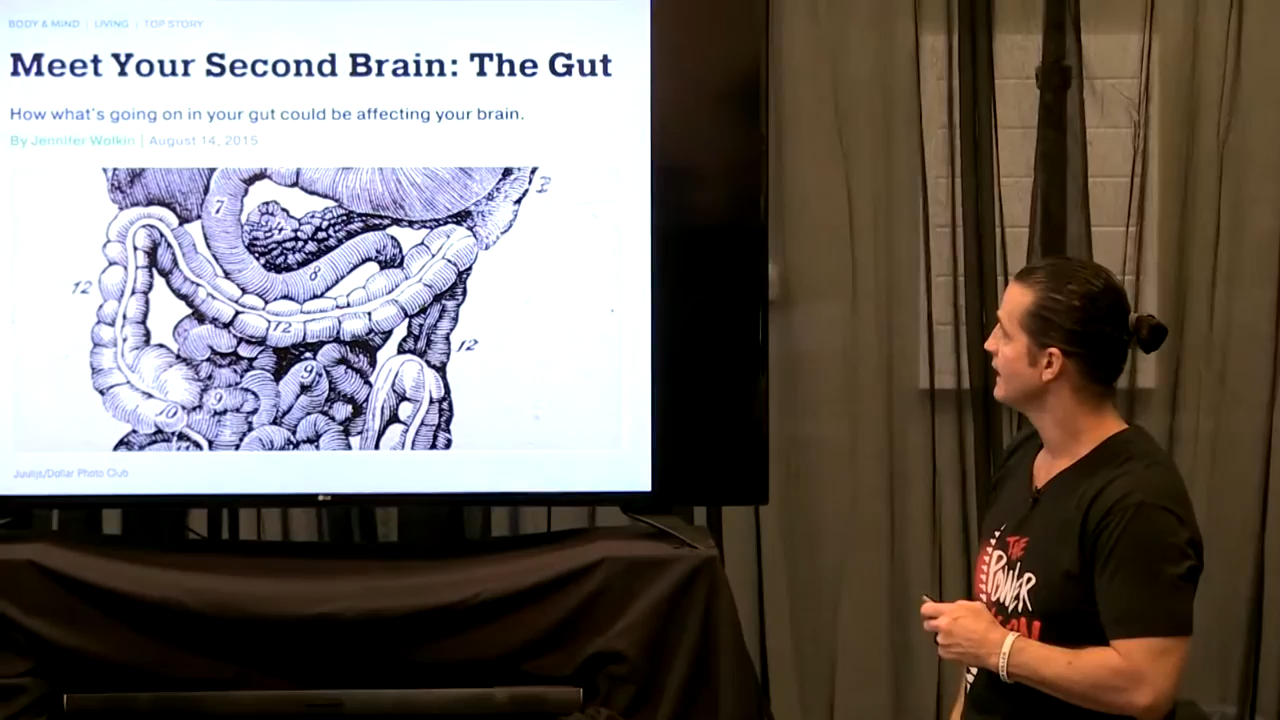 BODY & MIND | LIVING | TOP STORY
Meet Your Second Brain: The Gut
How what's going on in your gut could be affecting your brain.
By Jennifer Wolkin | August 14, 2015
7
3
8
12
12
12
9
9
10
Juulijs/Dollar Photo Club
LG
THE
POWER